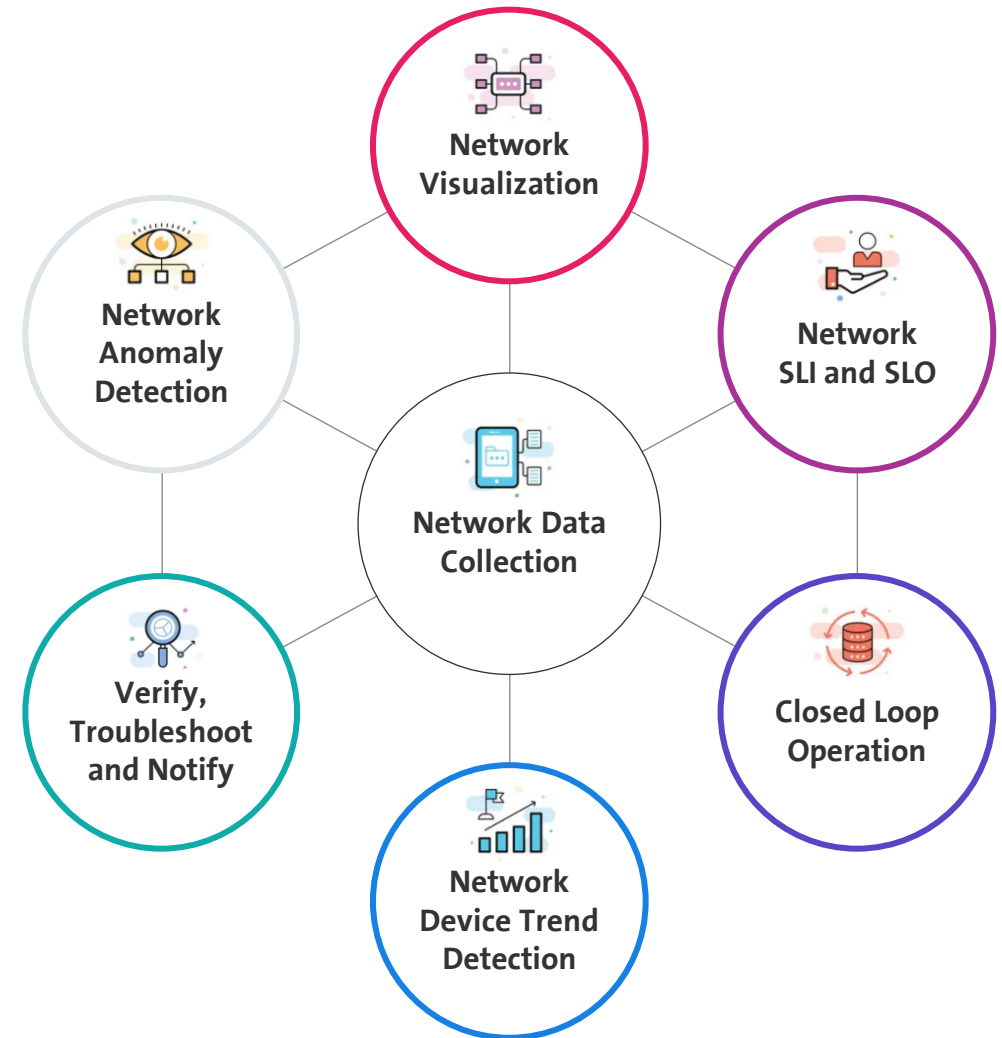 Network
Visualization
Network
Anomaly
Detection
Network
SLI and SLO
Network Data
Collection
Verify,
Troubleshoot
and Notify
Closed Loop
Operation
Network
Device Trend
Detection